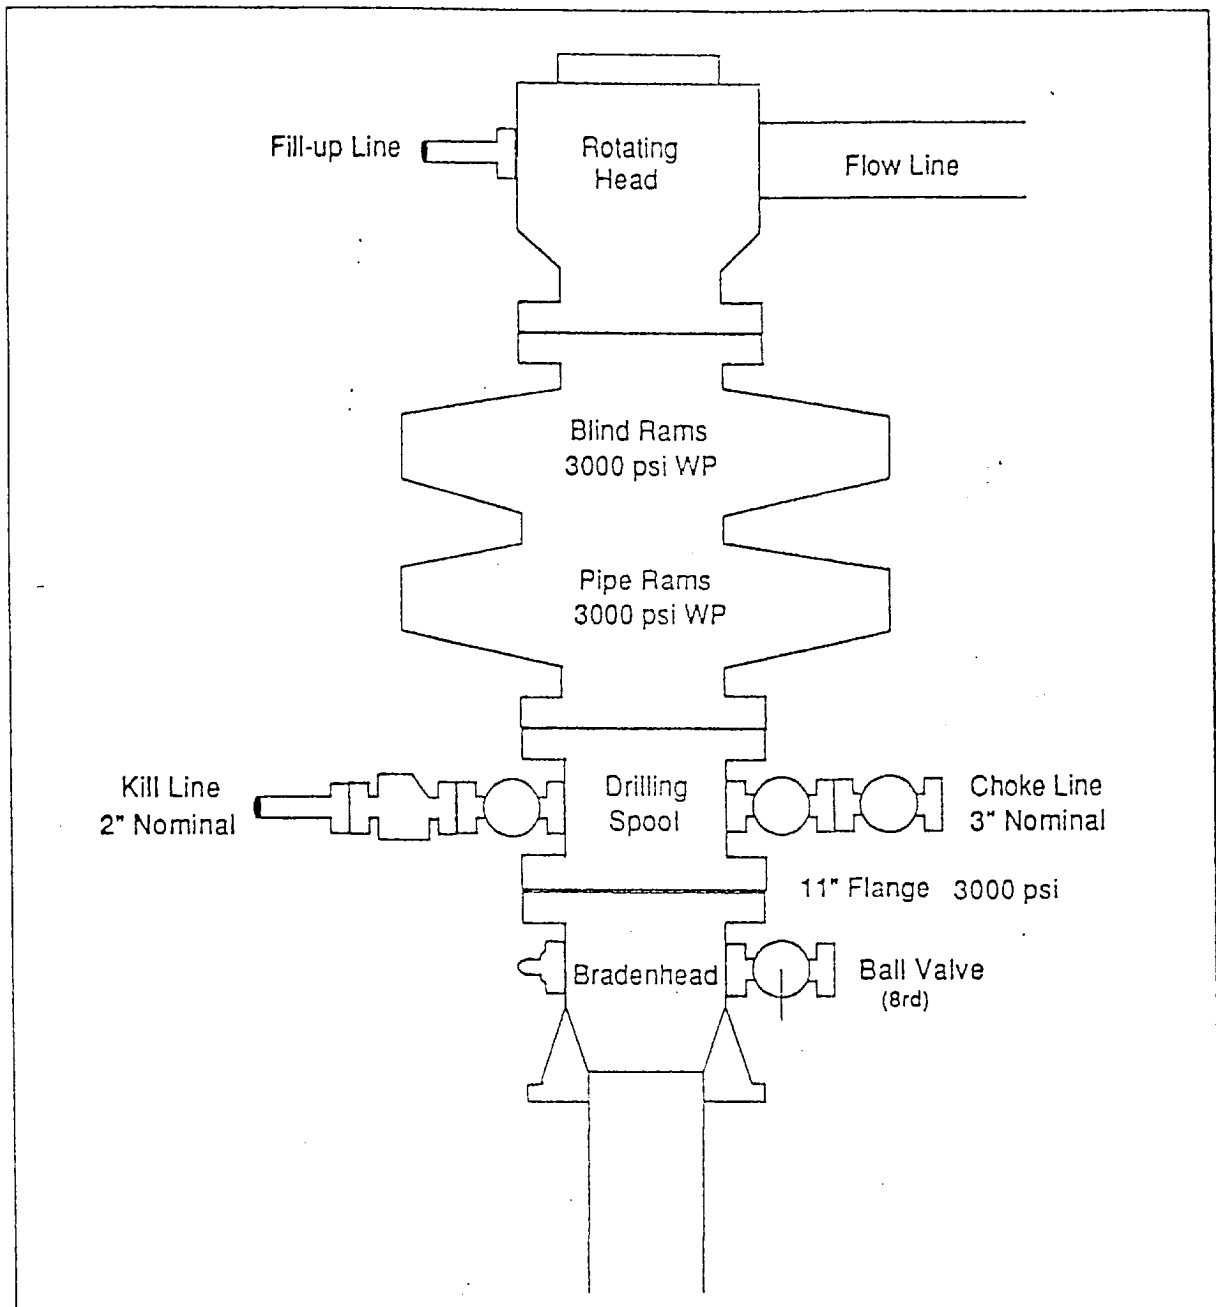 Fill-up Line
Rotating
Head
Flow Line
Blind Rams
3000 psi WP
Pipe Rams
3000 psi WP
Kill Line
2" Nominal
Drilling
Spool
Choke Line
3" Nominal
11" Flange 3000 psi
Bradenhead
Ball Valve
(8rd)